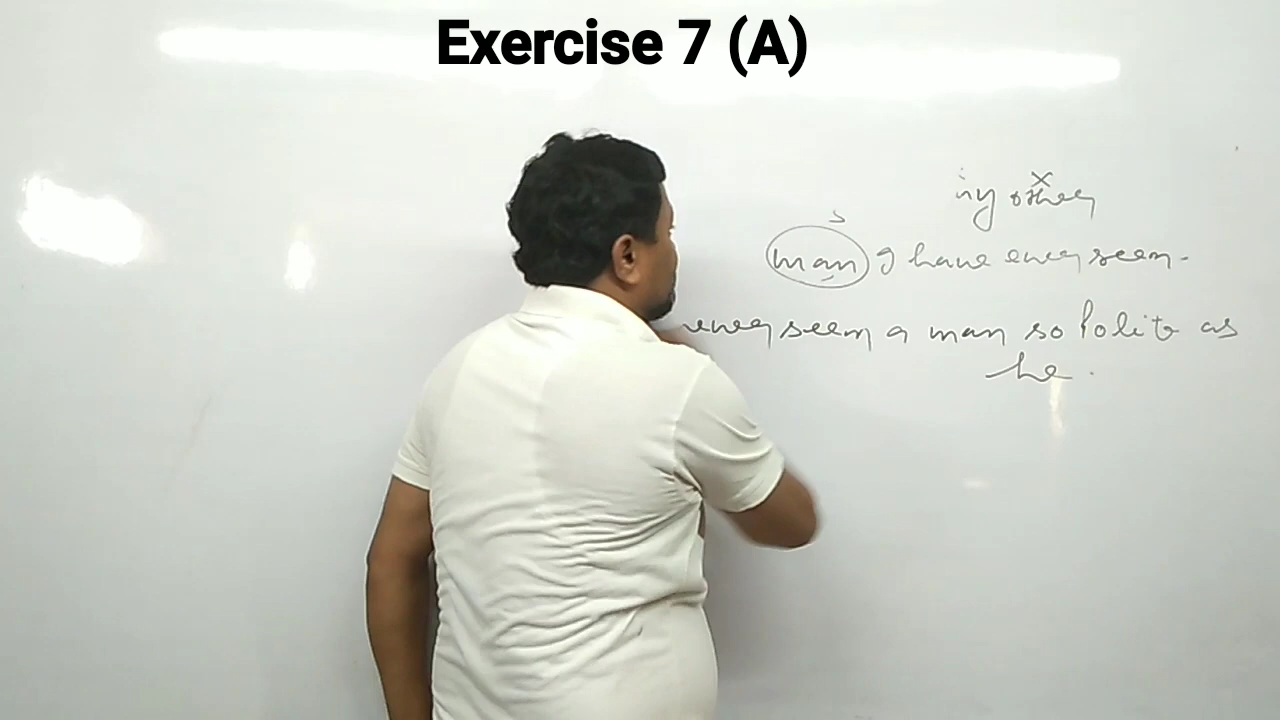 Exercise 7 (A)
ny other
s
man I have ever seen.
ever seen a man so polite as
he.